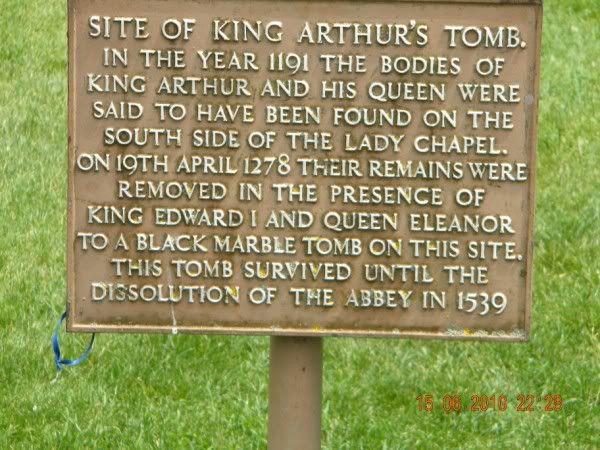 SITE OF KING ARTHUR'S TOMB.
IN THE YEAR 1191 THE BODIES OF
KING ARTHUR AND HIS QUEEN WERE
SAID TO HAVE BEEN FOUND ON THE
SOUTH SIDE OF THE LADY CHAPEL.
ON 19TH APRIL 1278 THEIR REMAINS WERE
REMOVED IN THE PRESENCE OF
KING EDWARD I AND QUEEN ELEANOR
TO A BLACK MARBLE TOMB ON THIS SITE.
THIS TOMB SURVIVED UNTIL THE
DISSOLUTION OF THE ABBEY IN 1539
15 06 2010 22:29